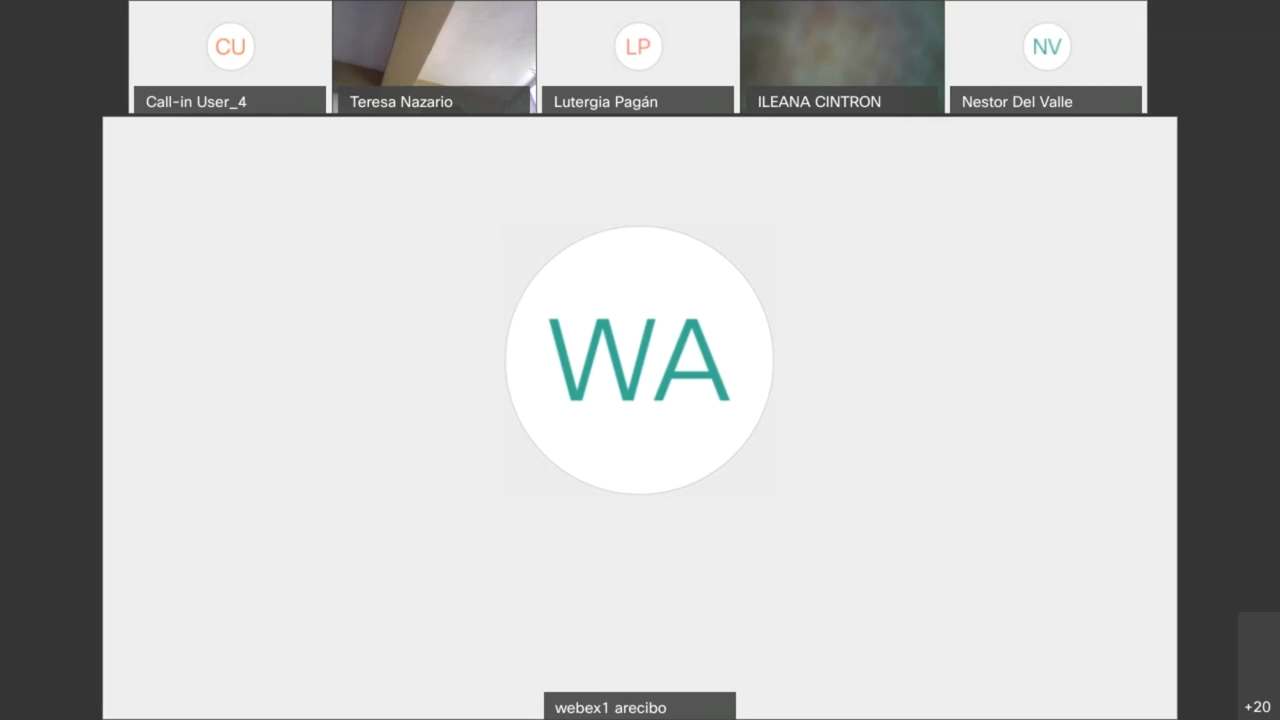 CU
LP
NV
Call-in User_4
Teresa Nazario
Lutergia Pagán
ILEANA CINTRON
Nestor Del Valle
WA
webex1 arecibo
+20